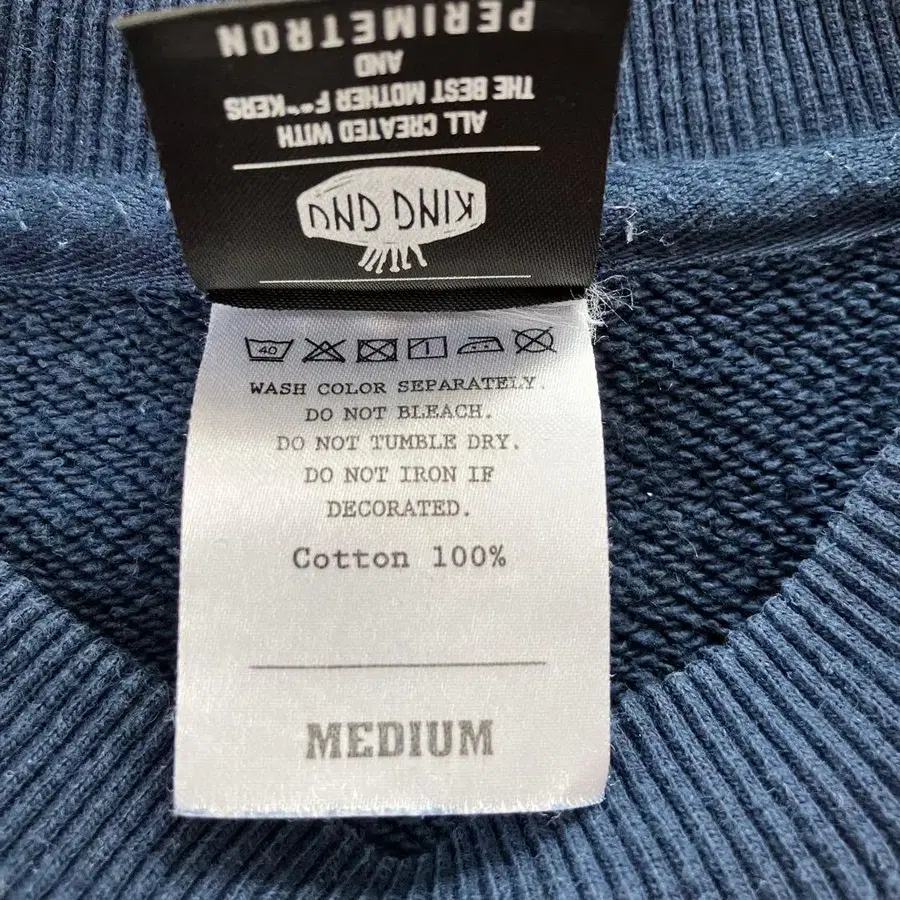 PERIMETRON
AND
THE BEST MOTHER F**KERS
ALL CREATED WITH
KING GNU
40
WASH COLOR SEPARATELY.
DO NOT BLEACH.
DO NOT TUMBLE DRY.
DO NOT IRON IF
DECORATED.
Cotton 100%
MEDIUM